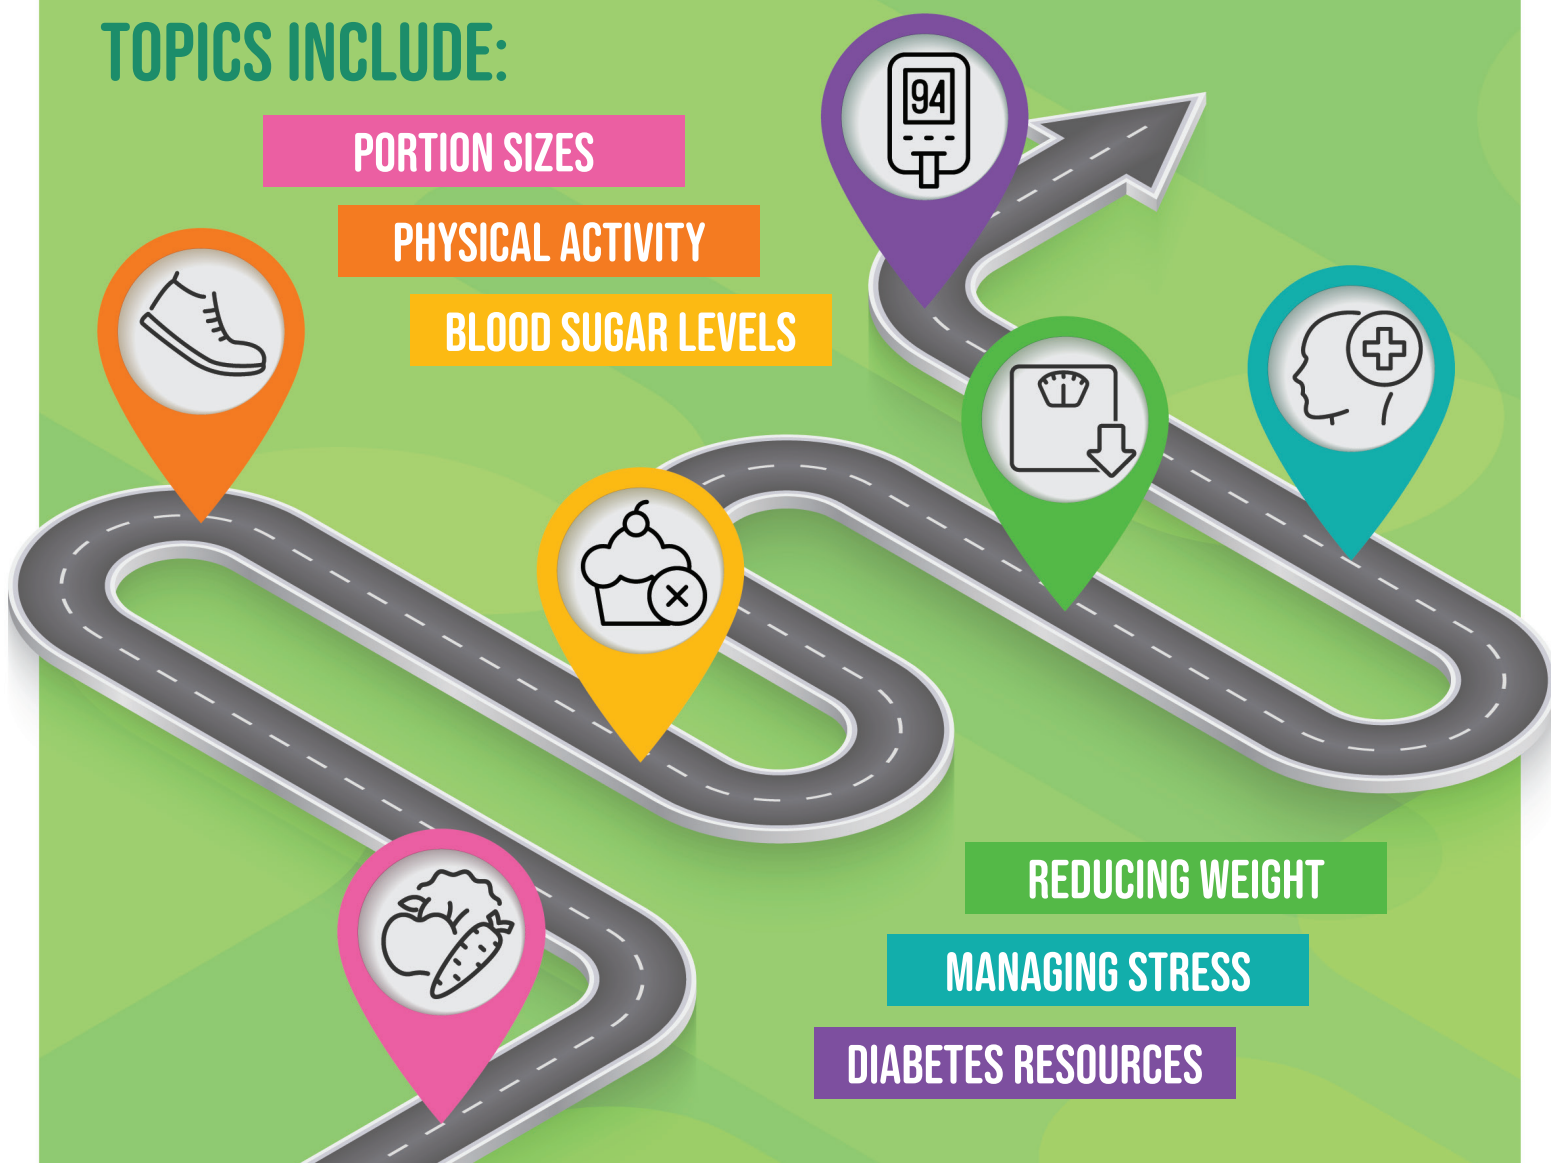 TOPICS INCLUDE:
PORTION SIZES
PHYSICAL ACTIVITY
BLOOD SUGAR LEVELS
94
REDUCING WEIGHT
MANAGING STRESS
DIABETES RESOURCES